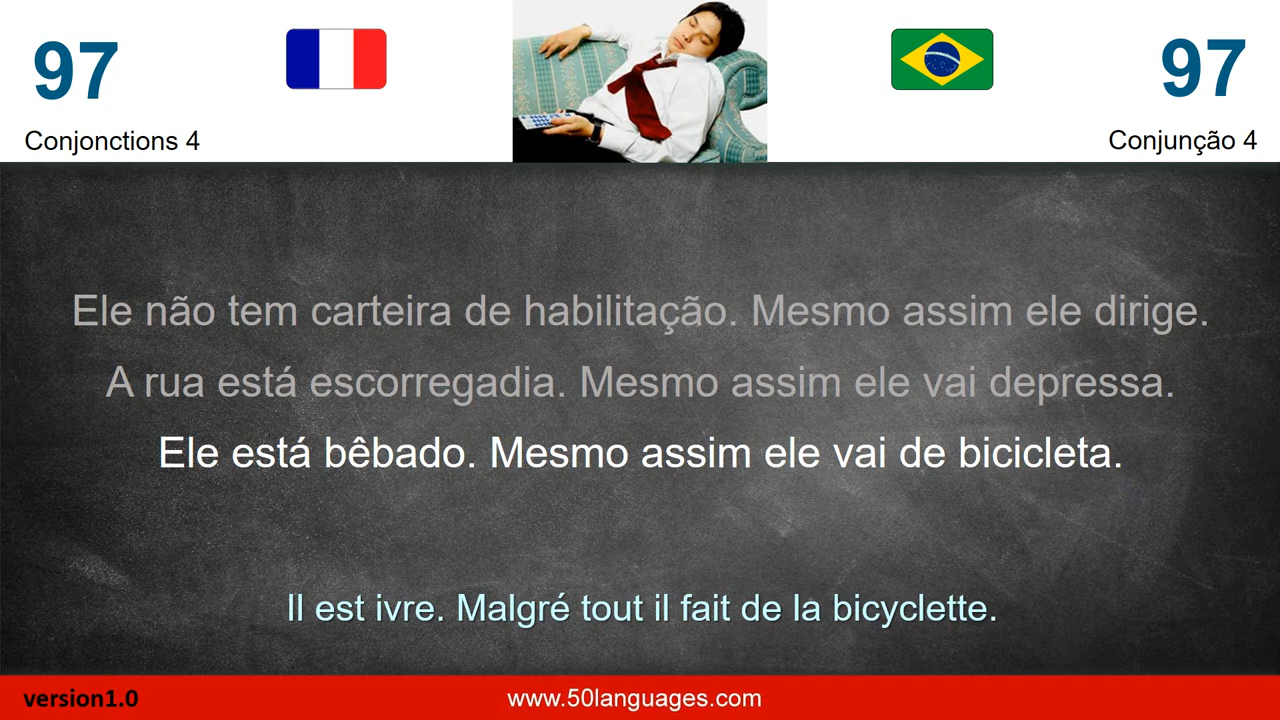 97
97
Conjonctions 4
Conjunção 4
Ele não tem carteira de habilitação. Mesmo assim ele dirige.
A rua está escorregadia. Mesmo assim ele vai depressa.
Ele está bêbado. Mesmo assim ele vai de bicicleta.
Il est ivre. Malgré tout il fait de la bicyclette.
version1.0
www.50languages.com